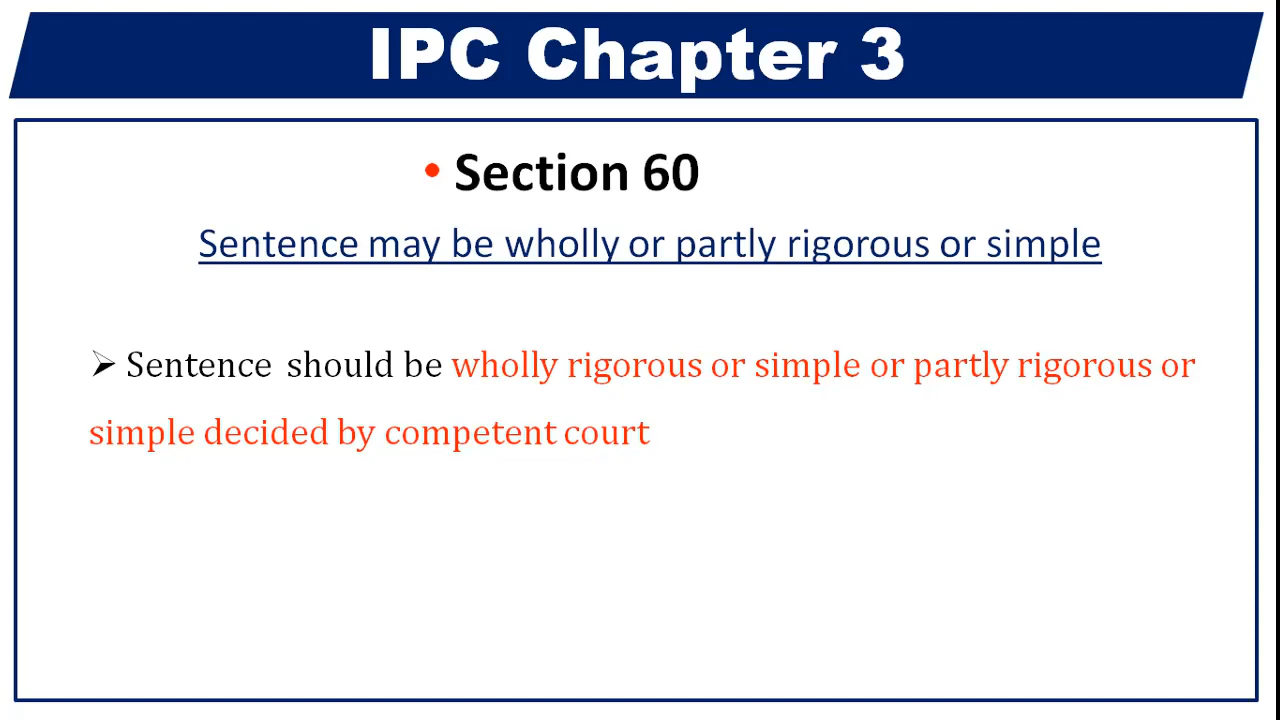 IPC Chapter 3
• Section 60
Sentence may be wholly or partly rigorous or simple
➢ Sentence should be wholly rigorous or simple or partly rigorous or
simple decided by competent court